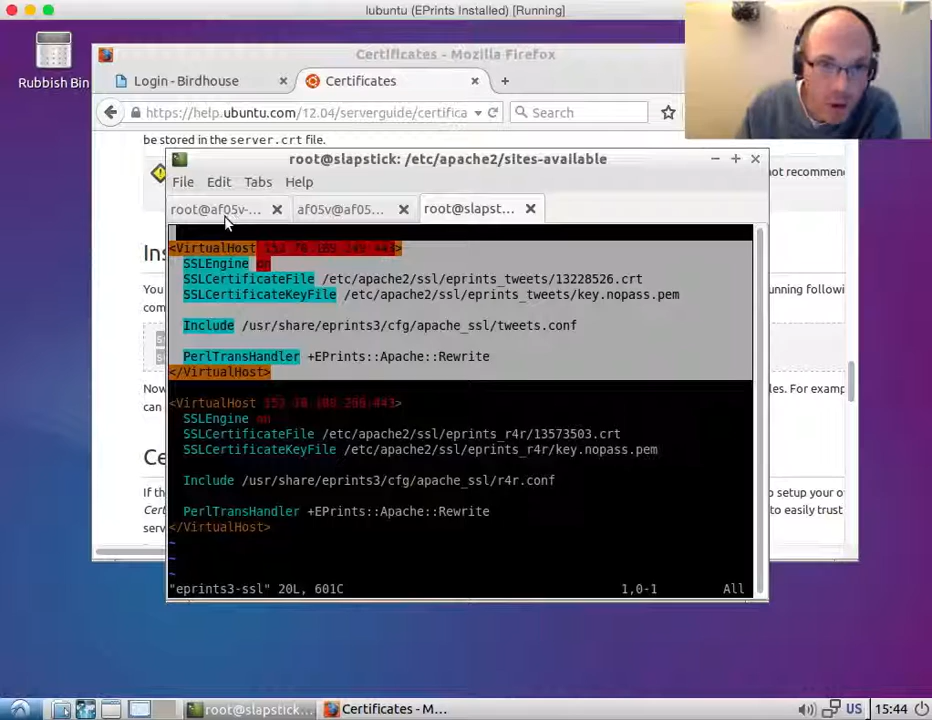 lubuntu (EPrints Installed) [Running]
Rubbish Bin
Certificates - Mozilla Firefox
Login - Birdhouse
Certificates
https://help.ubuntu.com/12.04/serverguide/certifica
Search
be stored in the server.crt file.
not recommen
root@slapstick: /etc/apache2/sites-available
File Edit Tabs Help
root@af05v-...
af05v@af05...
root@slapst...
<VirtualHost
SSLEngine on
SSLCertificateFile /etc/apache2/ssl/eprints_tweets/13228526.crt
SSLCertificateKeyFile /etc/apache2/ssl/eprints_tweets/key.nopass.pem
Include /usr/share/eprints3/cfg/apache_ssl/tweets.conf
PerlTransHandler +EPrints::Apache::Rewrite
</VirtualHost>
<VirtualHost
SSLEngine on
SSLCertificateFile /etc/apache2/ssl/eprints_r4r/13573503.crt
SSLCertificateKeyFile /etc/apache2/ssl/eprints_r4r/key.nopass.pem
Include /usr/share/eprints3/cfg/apache_ssl/r4r.conf
PerlTransHandler +EPrints::Apache::Rewrite
</VirtualHost>
~
~
~
"eprints3-ssl" 20L, 601C 1,0-1 All
Ins
You
unning followi
Now
les. For examp
can
Ce
If th
o setup your o
Cert
to easily trust
serv
root@slapstick...
Certificates - M...
US
15:44